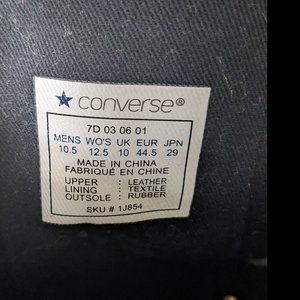 converse®
7D 03 06 01
MENS WO'S UK EUR JPN
10.5 12.5 10 44.5 29
MADE IN CHINA
FABRIQUÉ EN CHINE
UPPER : LEATHER
LINING : TEXTILE
OUTSOLE : RUBBER
SKU # 1J854